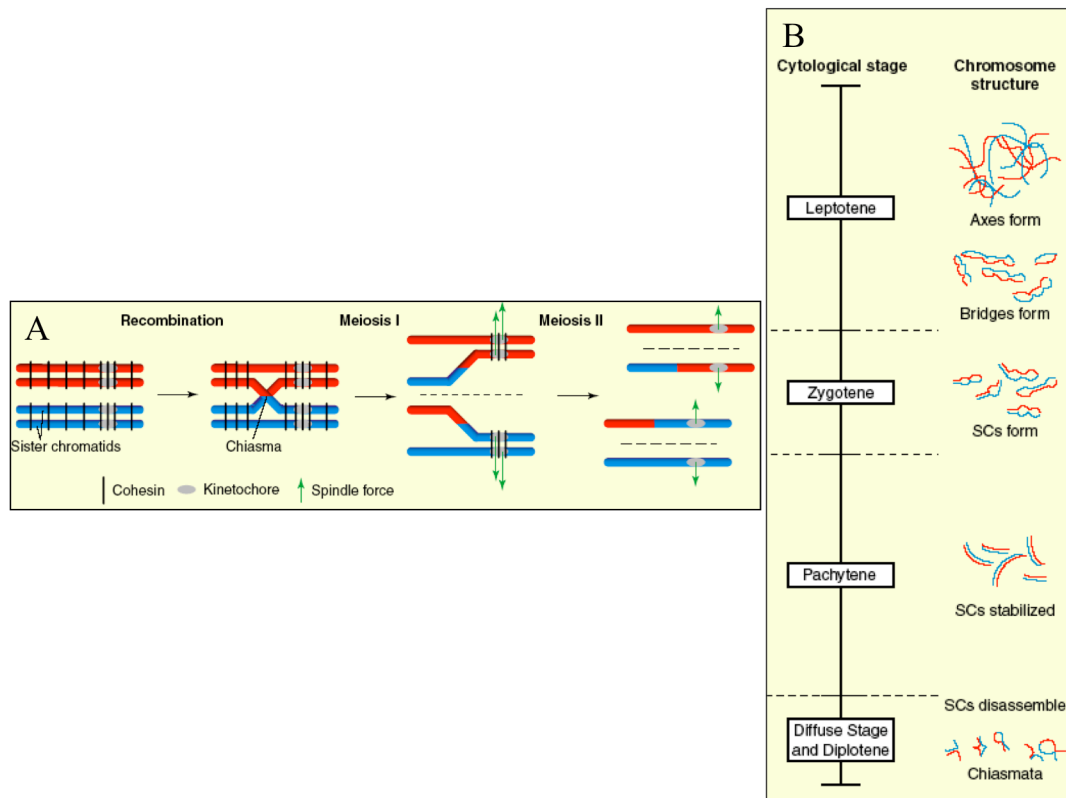 A
Recombination
Meiosis I
Meiosis II
Sister chromatids
Chiasma
Cohesin
Kinetochore
Spindle force
B
Cytological stage
Chromosome
structure
Leptotene
Axes form
Bridges form
Zygotene
SCs form
Pachytene
SCs stabilized
SCs disassemble
Diffuse Stage
and Diplotene
Chiasmata